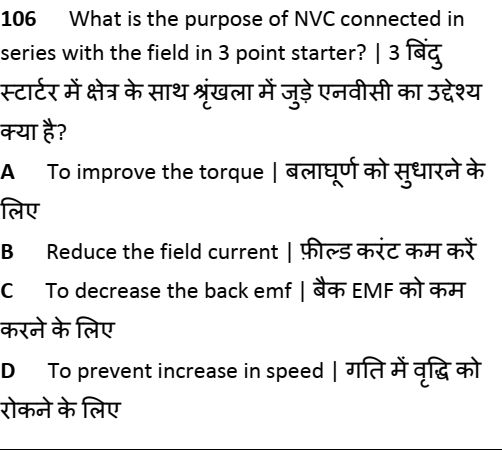 106 What is the purpose of NVC connected in
series with the field in 3 point starter? | 3 बिंदु
स्टार्टर में क्षेत्र के साथ श्रृंखला में जुड़े एनवीसी का उद्देश्य
क्या है?
A To improve the torque | बलाघूर्ण को सुधारने के
लिए
B Reduce the field current | फ़ील्ड करंट कम करें
C To decrease the back emf | बैक EMF को कम
करने के लिए
D To prevent increase in speed | गति में वृद्धि को
रोकने के लिए